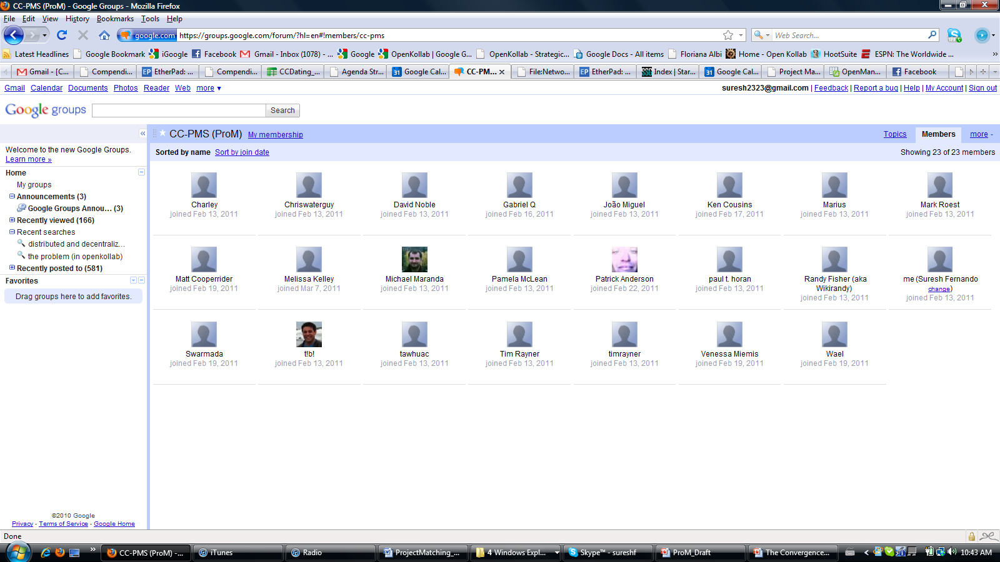 CC-PMS (ProM) - Google Groups - Mozilla Firefox
File Edit View History Bookmarks Tools Help
google.com https://groups.google.com/forum/?hl=en#!members/cc-pms Web Search...
Latest Headlines Google Bookmark iGoogle Facebook Gmail - Inbox (1078) - ... Google OpenKollab | Google G... OpenKollab - Strategic... Google Docs - All items Floriana Albi Home - Open Kollab HootSuite ESPN: The Worldwide ... »
Gmail - [C... Compendi... EP EtherPad: ... Compendi... CCDating_... Agenda Str... 31 Google Cal... CC-PM... File:Netwo... EP EtherPad: ... SSG Index | Star... 31 Google Cal... Project Ma... OpenMan... Facebook
Gmail Calendar Documents Photos Reader Web more ▼ suresh2323@gmail.com | Feedback | Report a bug | Help | My Account | Sign out
Google groups Search
« CC-PMS (ProM) My membership Topics Members more
Welcome to the new Google Groups.
Learn more »
Sorted by name Sort by join date Showing 23 of 23 members
Home
My groups
Announcements (3)
Google Groups Annou... (3)
Recently viewed (166)
Recent searches
distributed and decentraliz...
the problem (in openkollab)
Recently posted to (581)
Favorites
Drag groups here to add favorites.
Charley Chriswaterguy David Noble Gabriel Q João Miguel Ken Cousins Marius Mark Roest
joined Feb 13, 2011 joined Feb 13, 2011 joined Feb 13, 2011 joined Feb 16, 2011 joined Feb 13, 2011 joined Feb 17, 2011 joined Feb 13, 2011 joined Feb 13, 2011
Matt Cooperrider Melissa Kelley Michael Maranda Pamela McLean Patrick Anderson paul t. horan Randy Fisher (aka Wikirandy) me (Suresh Fernando change)
joined Feb 19, 2011 joined Mar 7, 2011 joined Feb 13, 2011 joined Feb 13, 2011 joined Feb 22, 2011 joined Feb 13, 2011 joined Feb 13, 2011 joined Feb 13, 2011
Swarmada t!b! tawhuac Tim Rayner timrayner Venessa Miemis Wael
joined Feb 19, 2011 joined Feb 13, 2011 joined Feb 13, 2011 joined Feb 13, 2011 joined Feb 13, 2011 joined Feb 19, 2011 joined Feb 19, 2011
©2010 Google
Privacy - Terms of Service - Google Home
Done
» CC-PMS (ProM) -... iTunes Radio ProjectMatching_... 4 Windows Expl... Skype™ - sureshf ProM_Draft The Convergence... 10:43 AM